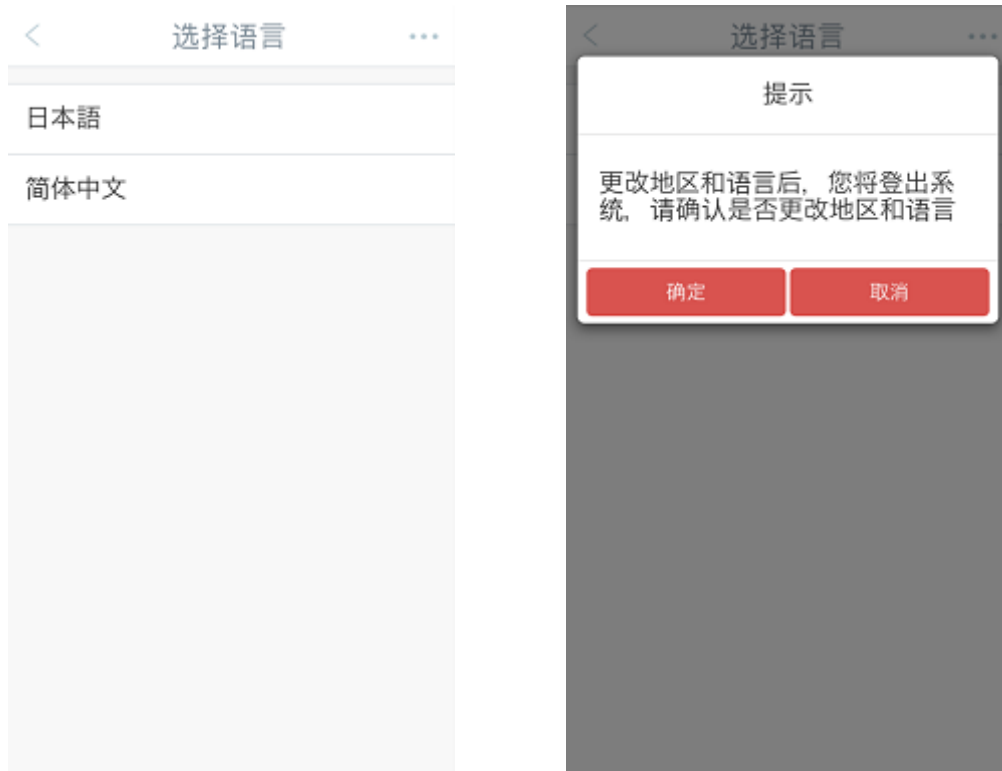 选择语言
日本語
简体中文
选择语言
提示
更改地区和语言后，您将登出系
统，请确认是否更改地区和语言
确定
取消